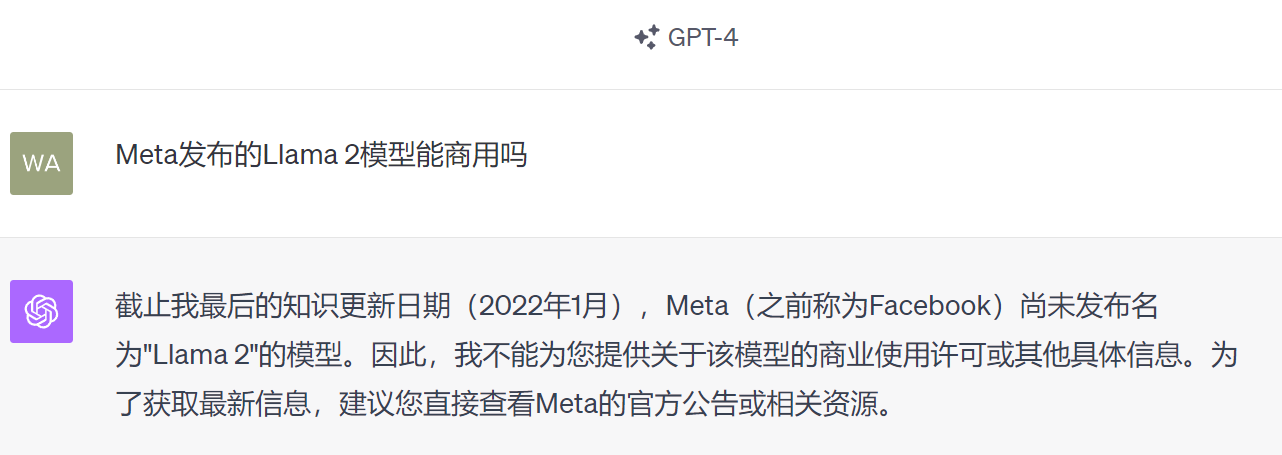 GPT-4
WA
Meta发布的Llama 2模型能商用吗
截止我最后的知识更新日期（2022年1月），Meta（之前称为Facebook）尚未发布名
为"Llama 2"的模型。因此，我不能为您提供关于该模型的商业使用许可或其他具体信息。为
了获取最新信息，建议您直接查看Meta的官方公告或相关资源。